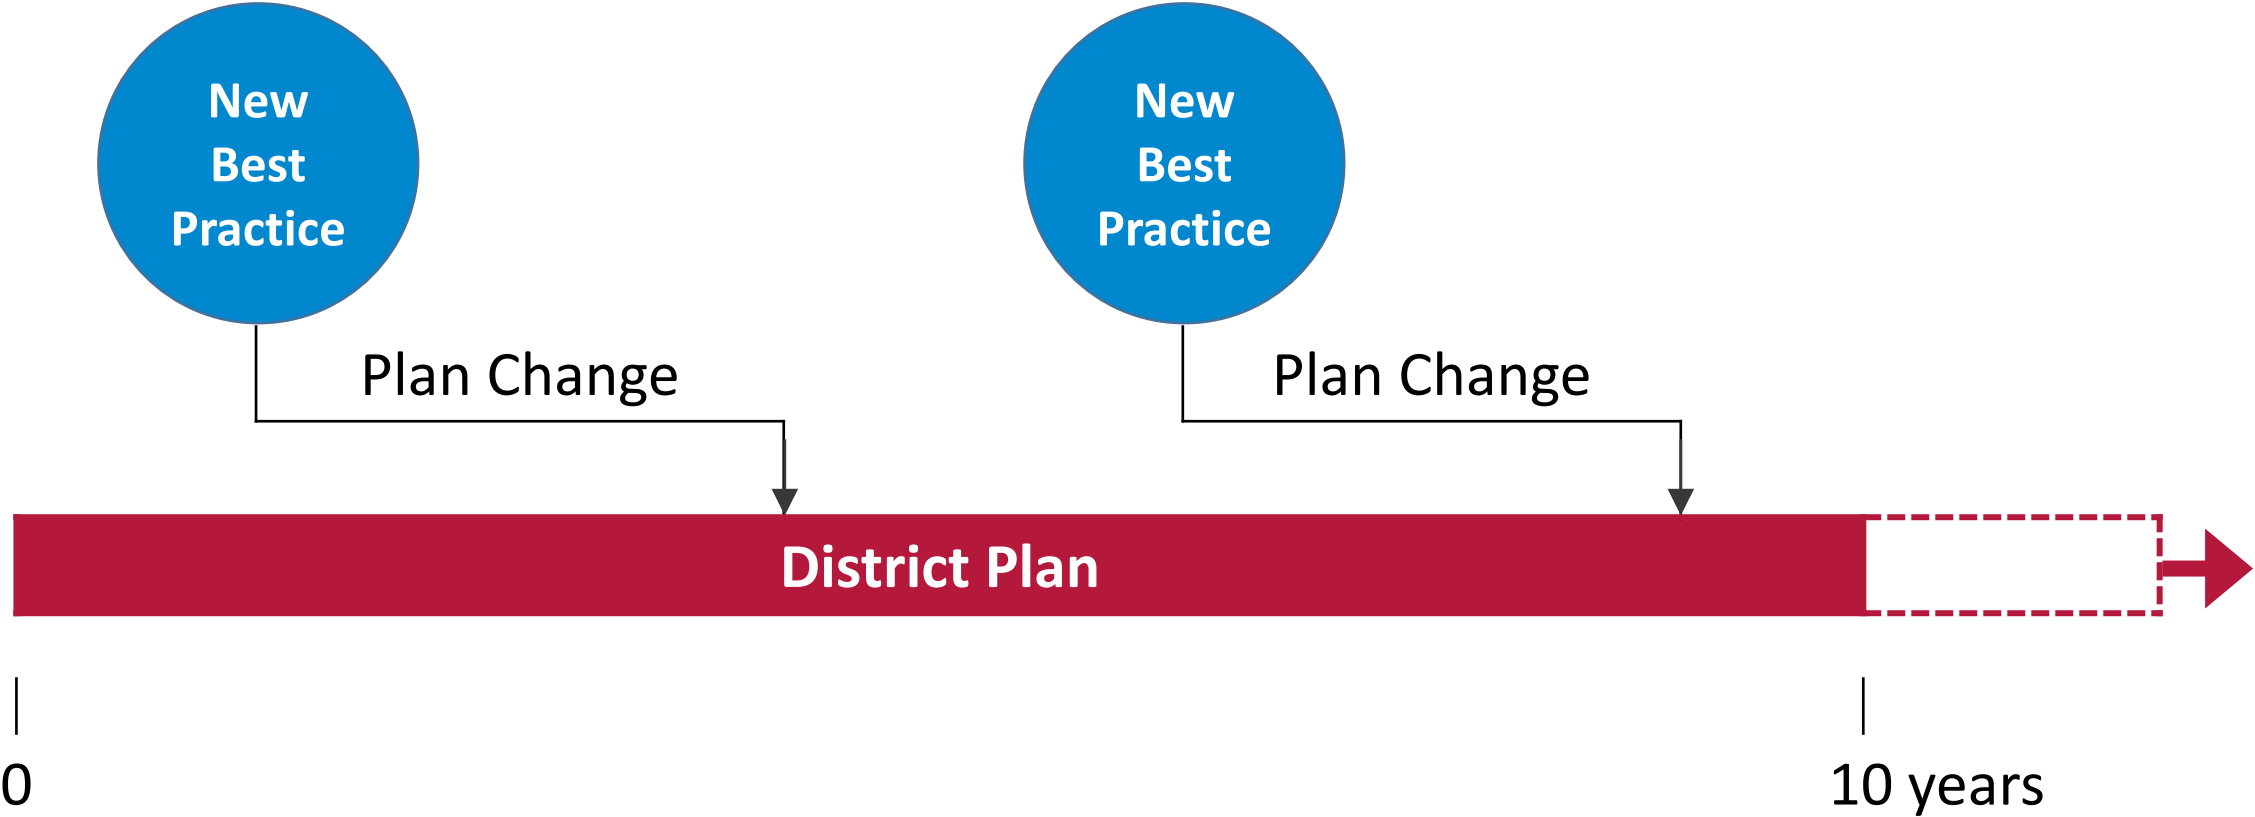 New
Best
Practice
New
Best
Practice
Plan Change
Plan Change
District Plan
0
10 years